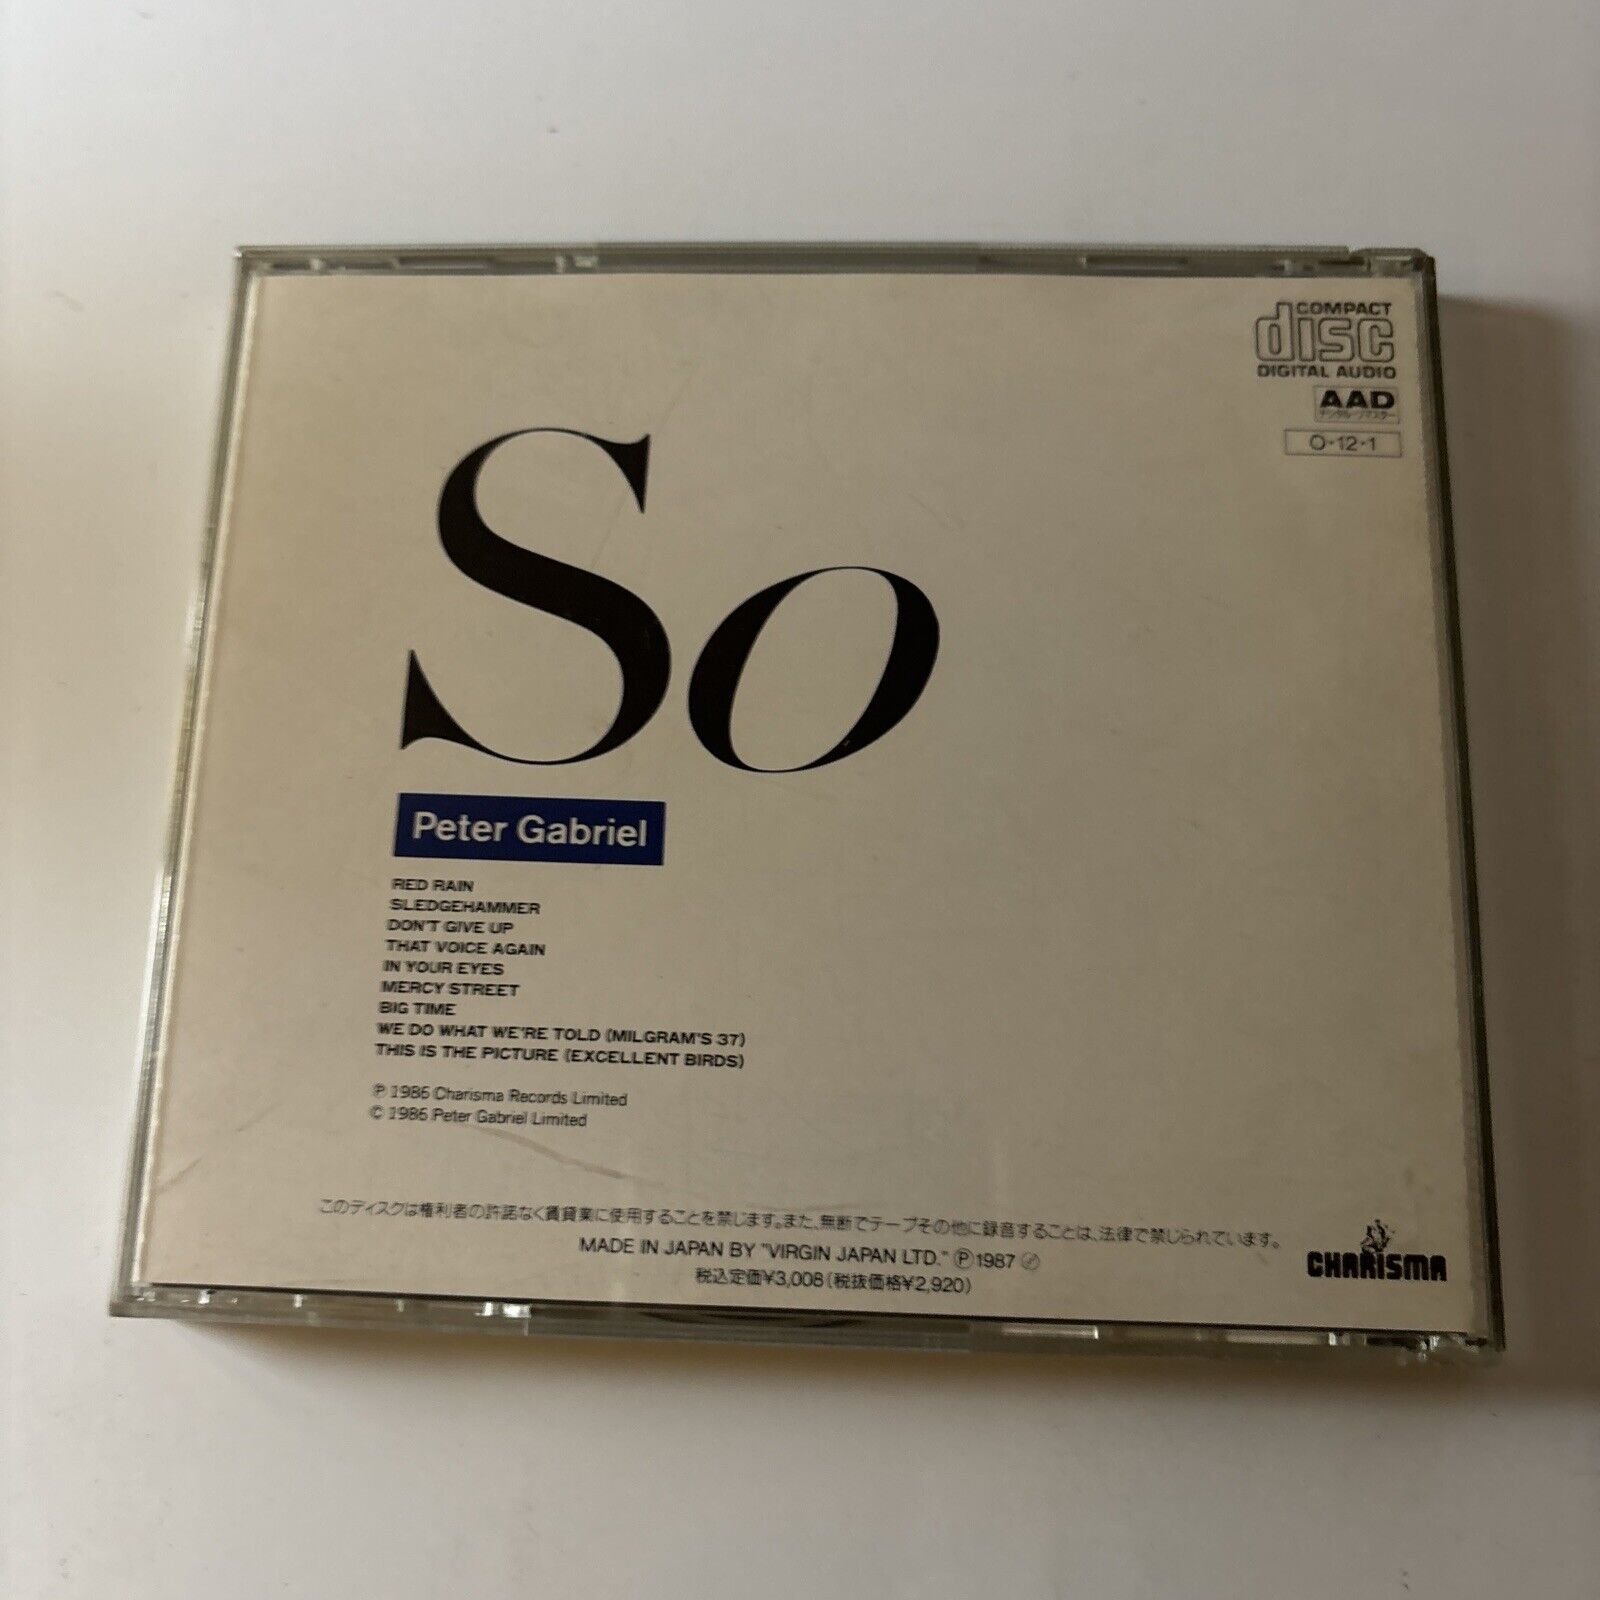 COMPACT
disc
DIGITAL AUDIO
AAD
デジタル・リマスター
O-12-1
So
Peter Gabriel
RED RAIN
SLEDGEHAMMER
DON'T GIVE UP
THAT VOICE AGAIN
IN YOUR EYES
MERCY STREET
BIG TIME
WE DO WHAT WE'RE TOLD (MILGRAM'S 37)
THIS IS THE PICTURE (EXCELLENT BIRDS)
℗ 1986 Charisma Records Limited
© 1986 Peter Gabriel Limited
このディスクは権利者の許諾なく賃貸業に使用することを禁じます。また、無断でテープその他に録音することは、法律で禁じられています。
MADE IN JAPAN BY "VIRGIN JAPAN LTD." ℗1987
税込定価¥3,008(税抜価格¥2,920)
CHARISMA